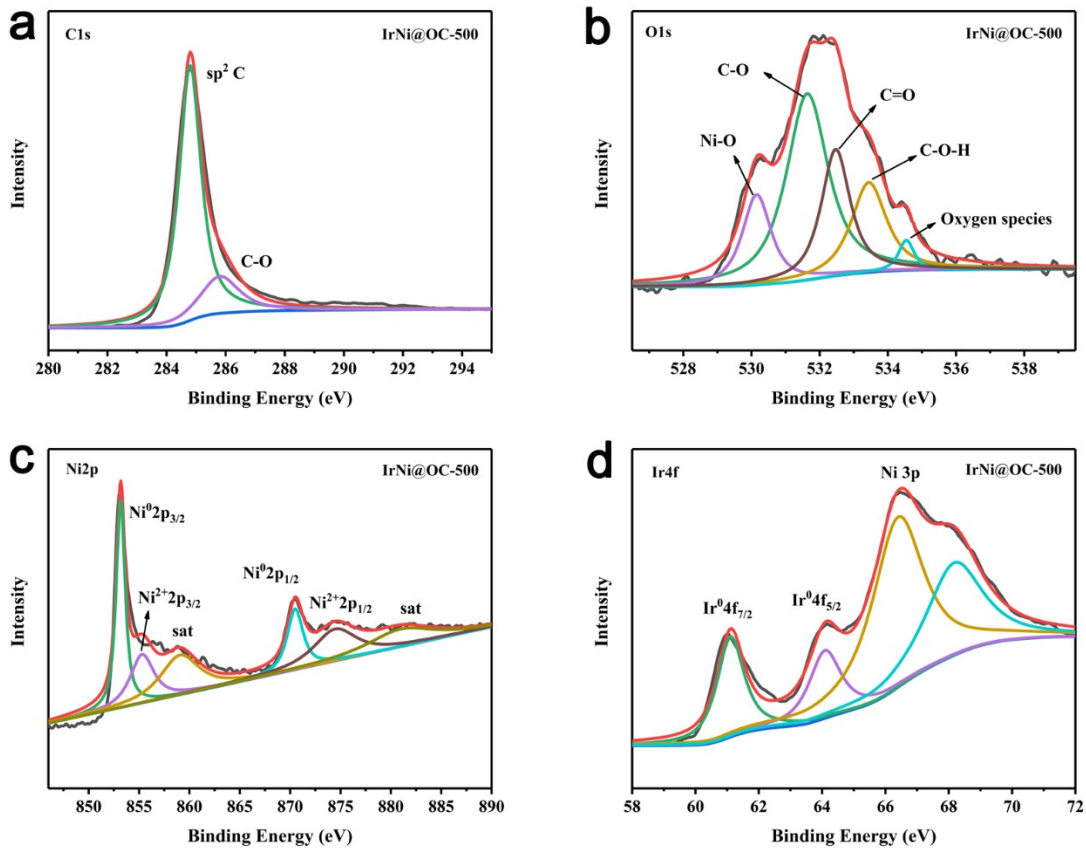 a
C1s
IrNi@OC-500
sp² C
C-O
Intensity
280 282 284 286 288 290 292 294
Binding Energy (eV)
b
O1s
IrNi@OC-500
C-O
C=O
Ni-O
C-O-H
Oxygen species
Intensity
528 530 532 534 536 538
Binding Energy (eV)
c
Ni2p
IrNi@OC-500
Ni⁰2p₃/₂
Ni²⁺2p₃/₂
sat
Ni⁰2p₁/₂
Ni²⁺2p₁/₂
sat
Intensity
850 855 860 865 870 875 880 885 890
Binding Energy (eV)
d
Ir4f
Ni 3p
IrNi@OC-500
Ir⁰4f₇/₂
Ir⁰4f₅/₂
Intensity
58 60 62 64 66 68 70 72
Binding Energy (eV)